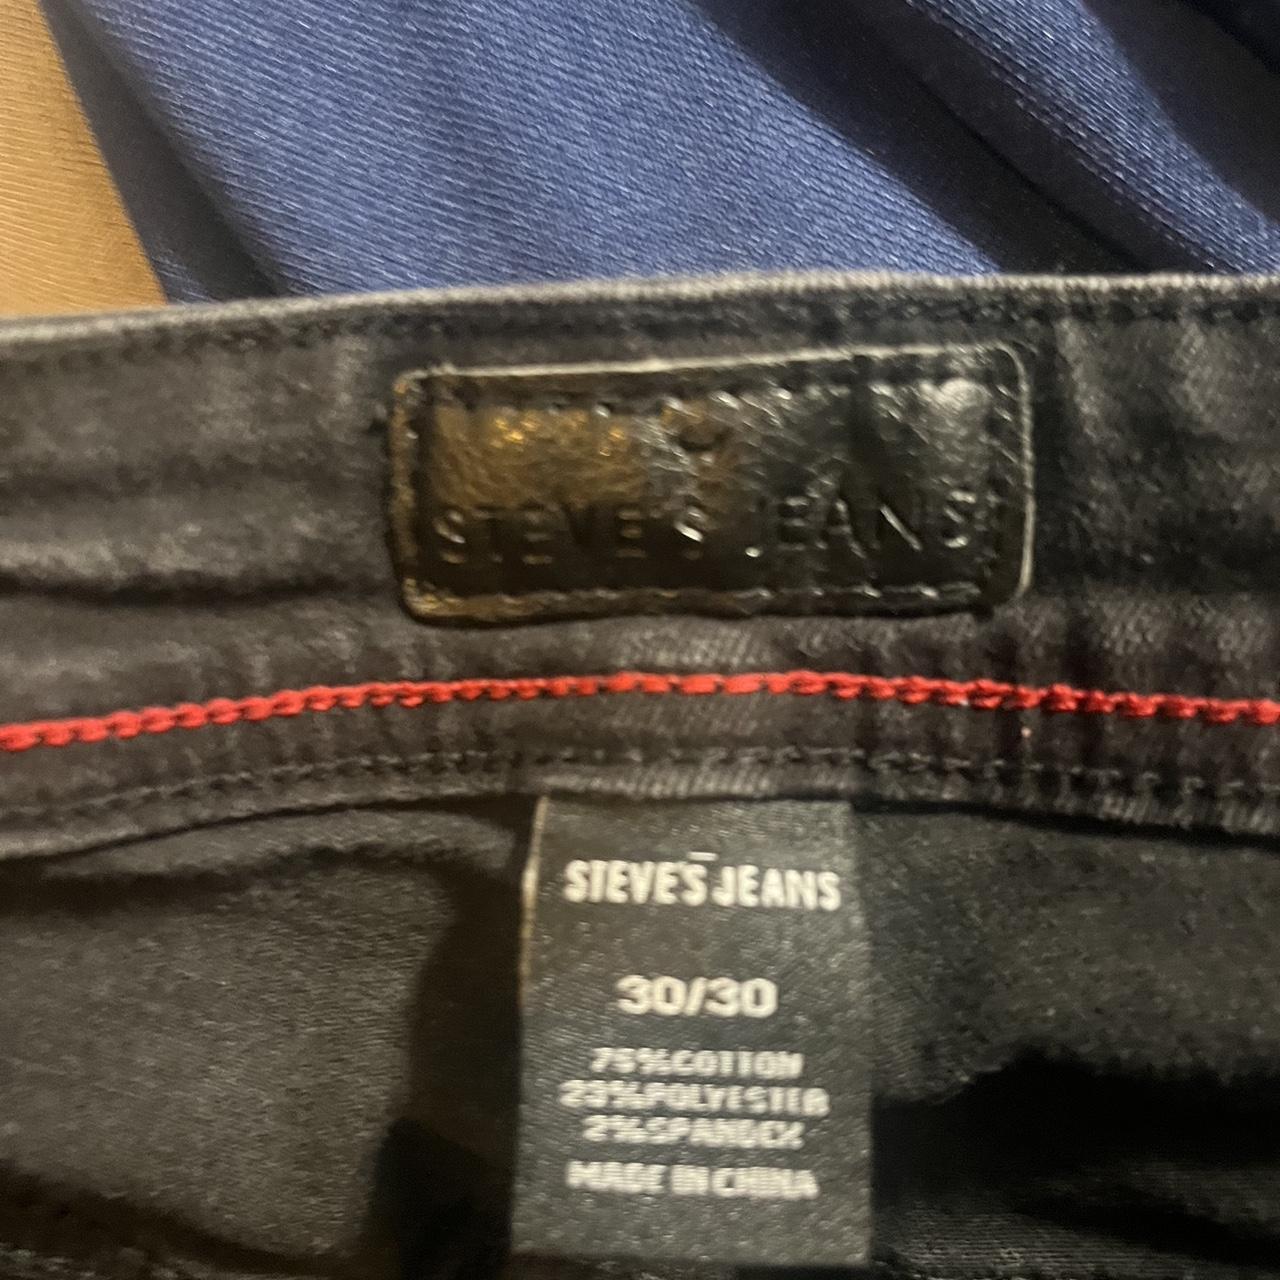 STEVE'S JEANS
STEVE'S JEANS
30/30
75%COTTON
23%POLYESTER
2%SPANDEX
MADE IN CHINA